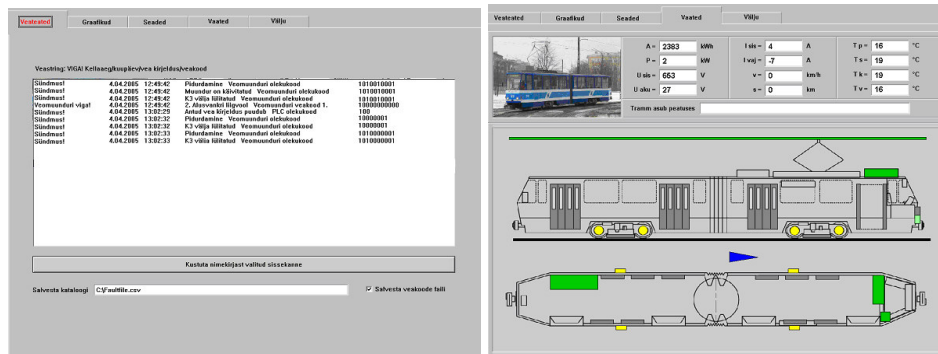 Veateated Graafikud Seaded Vaated Välju
Veastring: VIGA! Kellaaeg/kuupäev/vea kirjeldus/veakood
Sündmus! 4.04.2005 12:49:42 Pidurdamine Veomuunduri olekukood 1010010001
Sündmus! 4.04.2005 12:49:42 Muundur on käivitatud Veomuunduri olekukood 1010000001
Sündmus! 4.04.2005 12:49:42 K3 välja lülitatud Veomuunduri olekukood 1010000001
Veomuunduri viga! 4.04.2005 12:49:42 2. Alusvankri liigvool Veomuunduri veakood 1. 10000000000
Sündmus! 4.04.2005 13:02:29 Antud vea kirjeldus puudub PLC olekukood 100
Sündmus! 4.04.2005 13:02:32 Pidurdamine Veomuunduri olekukood 10000001
Sündmus! 4.04.2005 13:02:32 K3 välja lülitatud Veomuunduri olekukood 10000001
Sündmus! 4.04.2005 13:02:33 Pidurdamine Veomuunduri olekukood 1010000001
Sündmus! 4.04.2005 13:02:33 K3 välja lülitatud Veomuunduri olekukood 1010000001
Kustuta nimekirjast valitud sissekanne
Salvesta kataloogi C:\Faultfile.csv Salvesta veakoode faili
Veateated Graafikud Seaded Vaated Välju
A = 2383 kWh I sis = 4 A T p = 16 °C
P = 2 kW I vaj = -7 A T s = 19 °C
U sis = 653 V v = 0 km/h T k = 19 °C
U aku = 27 V s = 0 km T v = 16 °C
Tramm asub peatuses